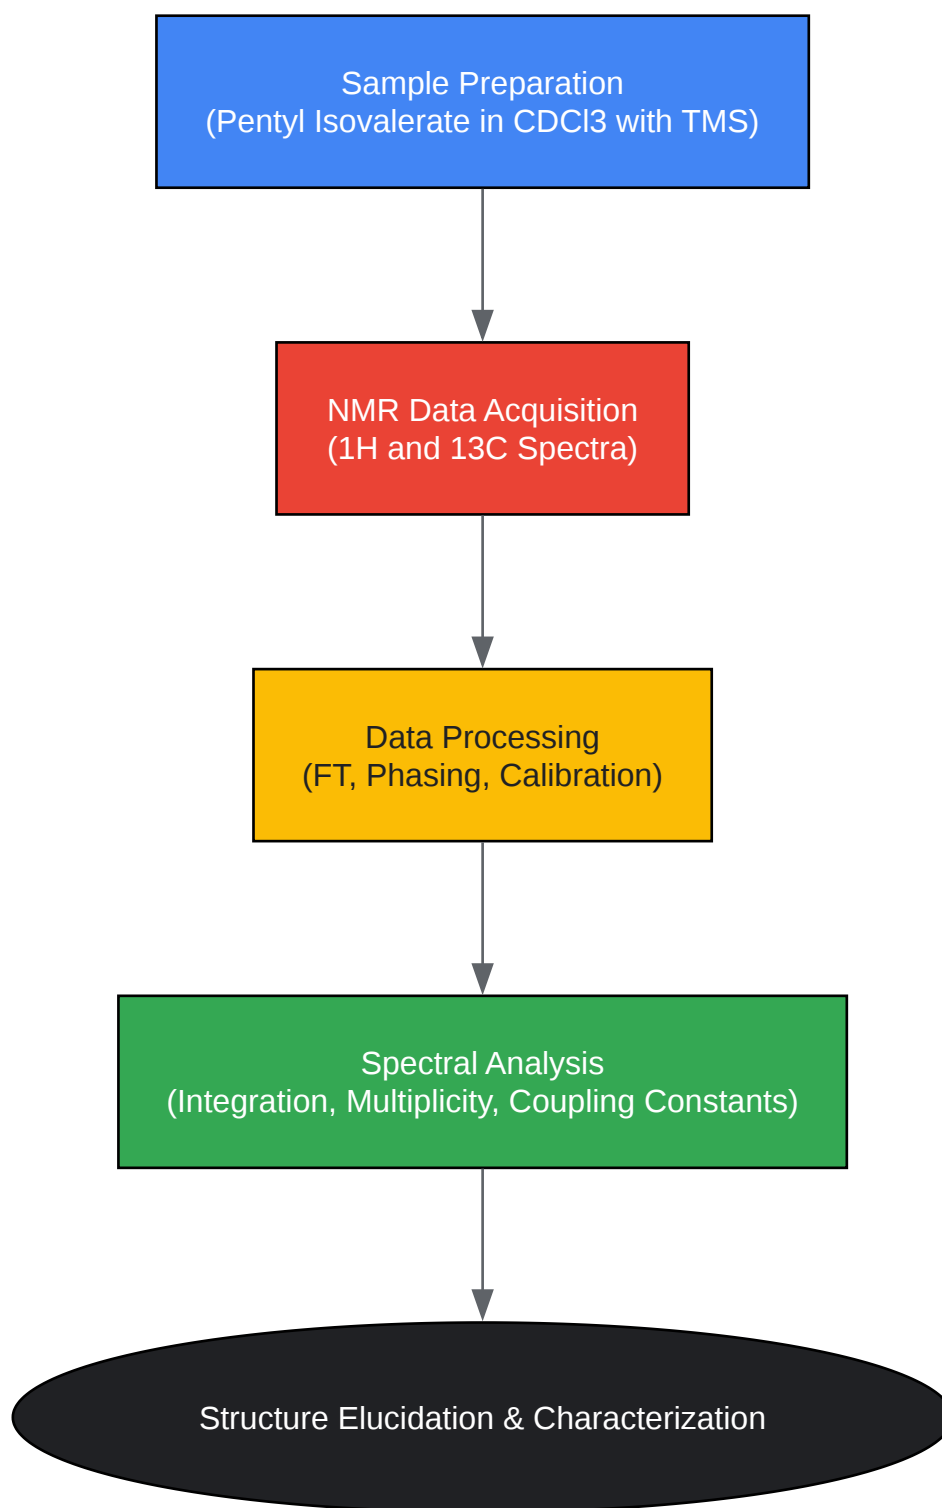 Sample Preparation
(Pentyl Isovalerate in CDCl3 with TMS)
NMR Data Acquisition
(1H and 13C Spectra)
Data Processing
(FT, Phasing, Calibration)
Spectral Analysis
(Integration, Multiplicity, Coupling Constants)
Structure Elucidation & Characterization